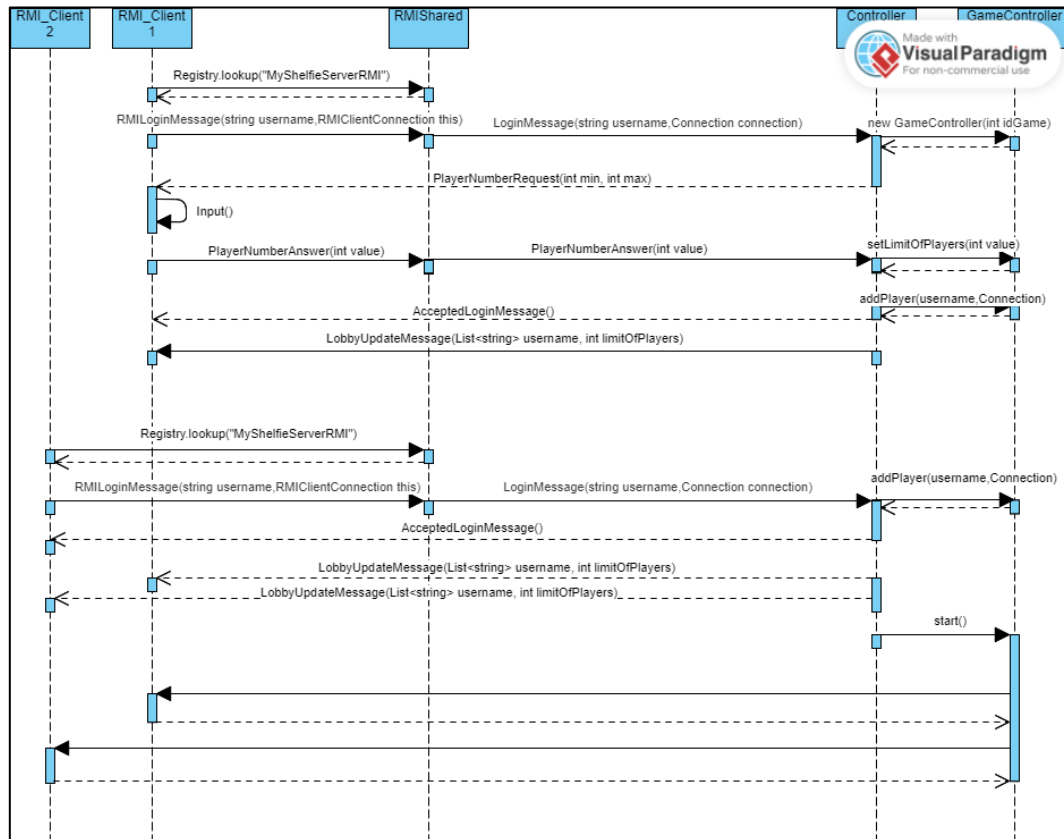 RMI_Client
2
RMI_Client
1
RMIShared
Controller
GameController
Made with
Visual Paradigm
For non-commercial use
Registry.lookup("MyShelfieServerRMI")
RMILoginMessage(string username,RMIClientConnection this)
LoginMessage(string username,Connection connection)
new GameController(int idGame)
PlayerNumberRequest(int min, int max)
Input()
PlayerNumberAnswer(int value)
PlayerNumberAnswer(int value)
setLimitOfPlayers(int value)
addPlayer(username,Connection)
AcceptedLoginMessage()
LobbyUpdateMessage(List<string> username, int limitOfPlayers)
Registry.lookup("MyShelfieServerRMI")
RMILoginMessage(string username,RMIClientConnection this)
LoginMessage(string username,Connection connection)
addPlayer(username,Connection)
AcceptedLoginMessage()
LobbyUpdateMessage(List<string> username, int limitOfPlayers)
LobbyUpdateMessage(List<string> username, int limitOfPlayers)
start()